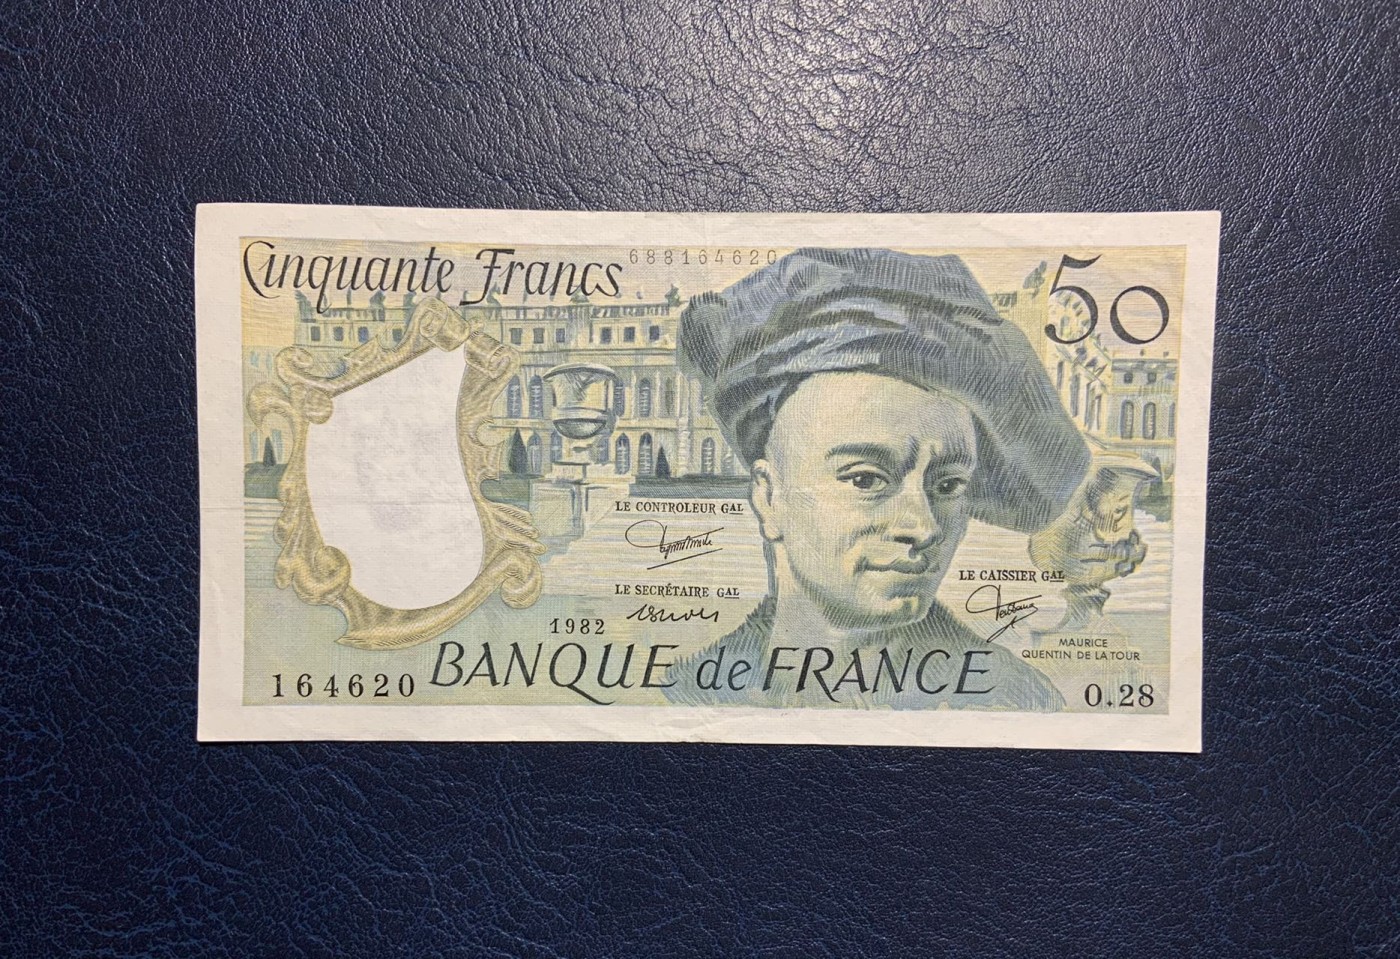 Cinquante Francs
688164620
50
LE CONTROLEUR GAL
LE SECRÉTAIRE GAL
LE CAISSIER GAL
1982
MAURICE
QUENTIN DE LA TOUR
164620
BANQUE de FRANCE
O.28